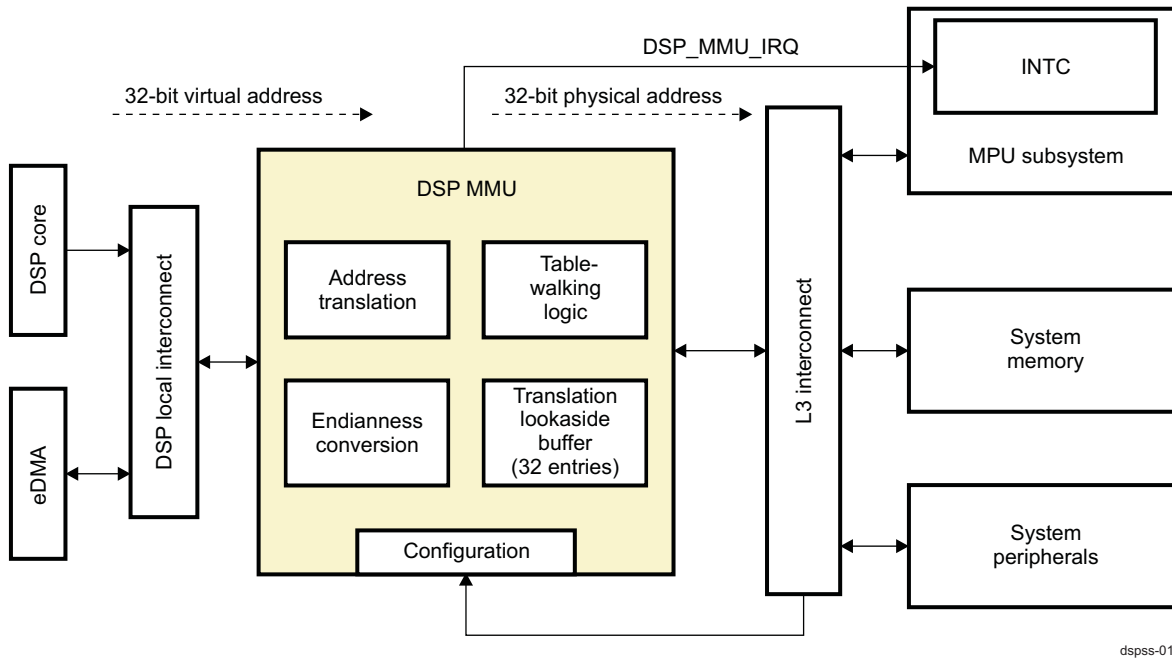 DSP_MMU_IRQ
INTC
MPU subsystem
32-bit virtual address
32-bit physical address
DSP core
eDMA
DSP local interconnect
DSP MMU
Address
translation
Table-
walking
logic
Endianness
conversion
Translation
lookaside
buffer
(32 entries)
Configuration
L3 interconnect
System
memory
System
peripherals
dspss-01